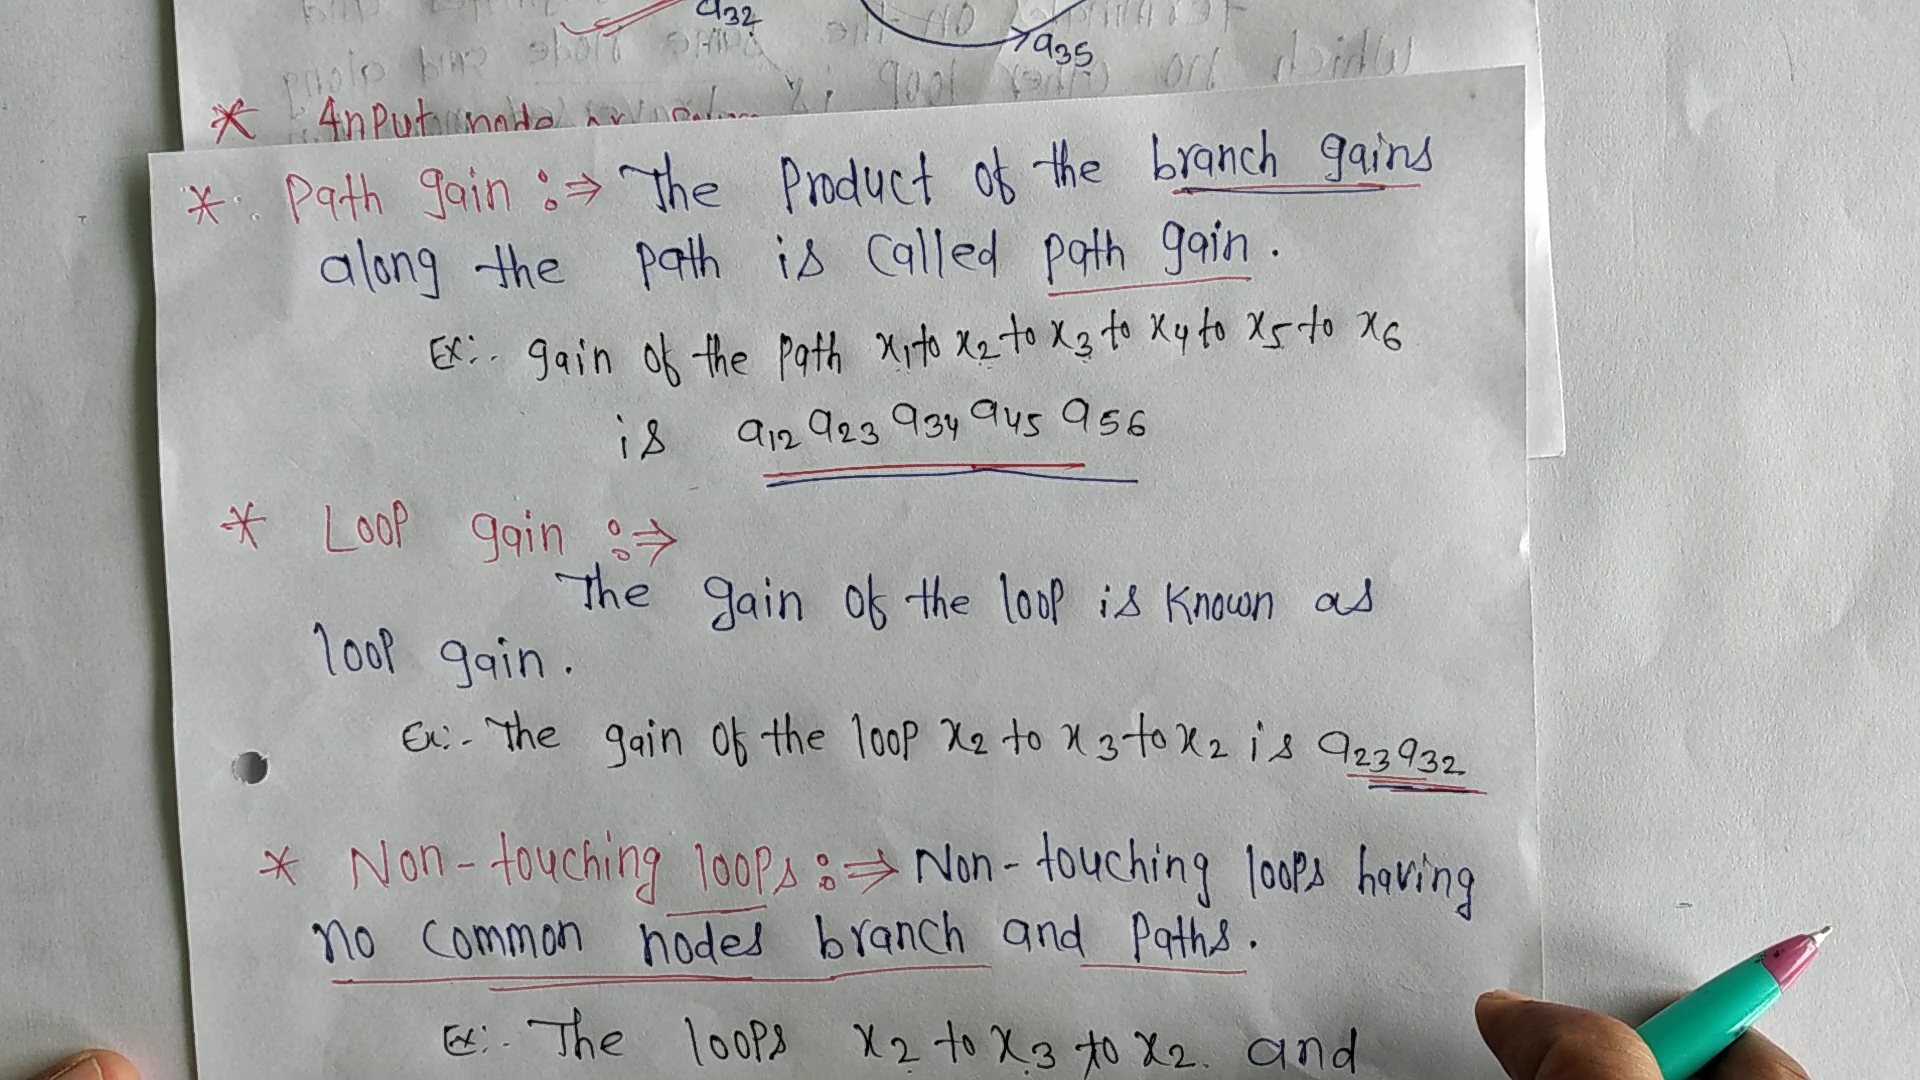 a32
a35
* Input node or
* Path gain :⇒ The Product of the branch gains
along the path is called path gain.
Ex:- gain of the Path x1 to x2 to x3 to x4 to x5 to x6
is a12 a23 a34 a45 a56
* Loop gain :⇒
The gain of the loop is known as
loop gain.
Ex:- The gain of the loop x2 to x3 to x2 is a23 a32
* Non-touching loops :⇒ Non-touching loops having
no common nodes branch and Paths.
Ex:- The loops x2 to x3 to x2. and